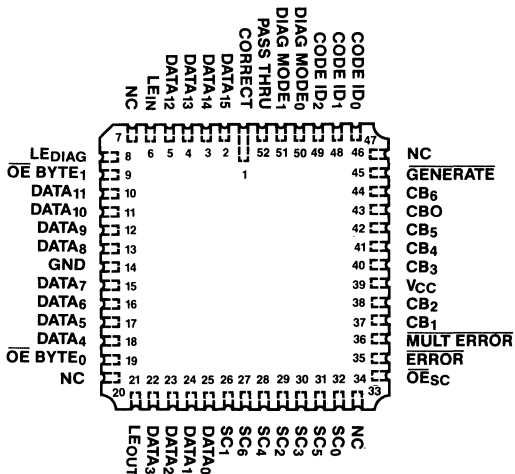 NC
LEIN
DATA12
DATA13
DATA14
DATA15
CORRECT
PASS THRU
DIAG MODE1
DIAG MODE0
CODE ID2
CODE ID1
CODE ID0
7 47
6 5 4 3 2 52 51 50 49 48 46
1
LEDIAG 8
OE BYTE1 9
DATA11 10
DATA10 11
DATA9 12
DATA8 13
GND 14
DATA7 15
DATA6 16
DATA5 17
DATA4 18
OE BYTE0 19
NC 20
NC
45 GENERATE
44 CB6
43 CBO
42 CB5
41 CB4
40 CB3
39 VCC
38 CB2
37 CB1
36 MULT ERROR
35 ERROR
OESC
33
21 22 23 24 25 26 27 28 29 30 31 32 34
LEOUT
DATA3
DATA2
DATA1
DATA0
SC1
SC6
SC4
SC2
SC3
SC5
SC0
NC